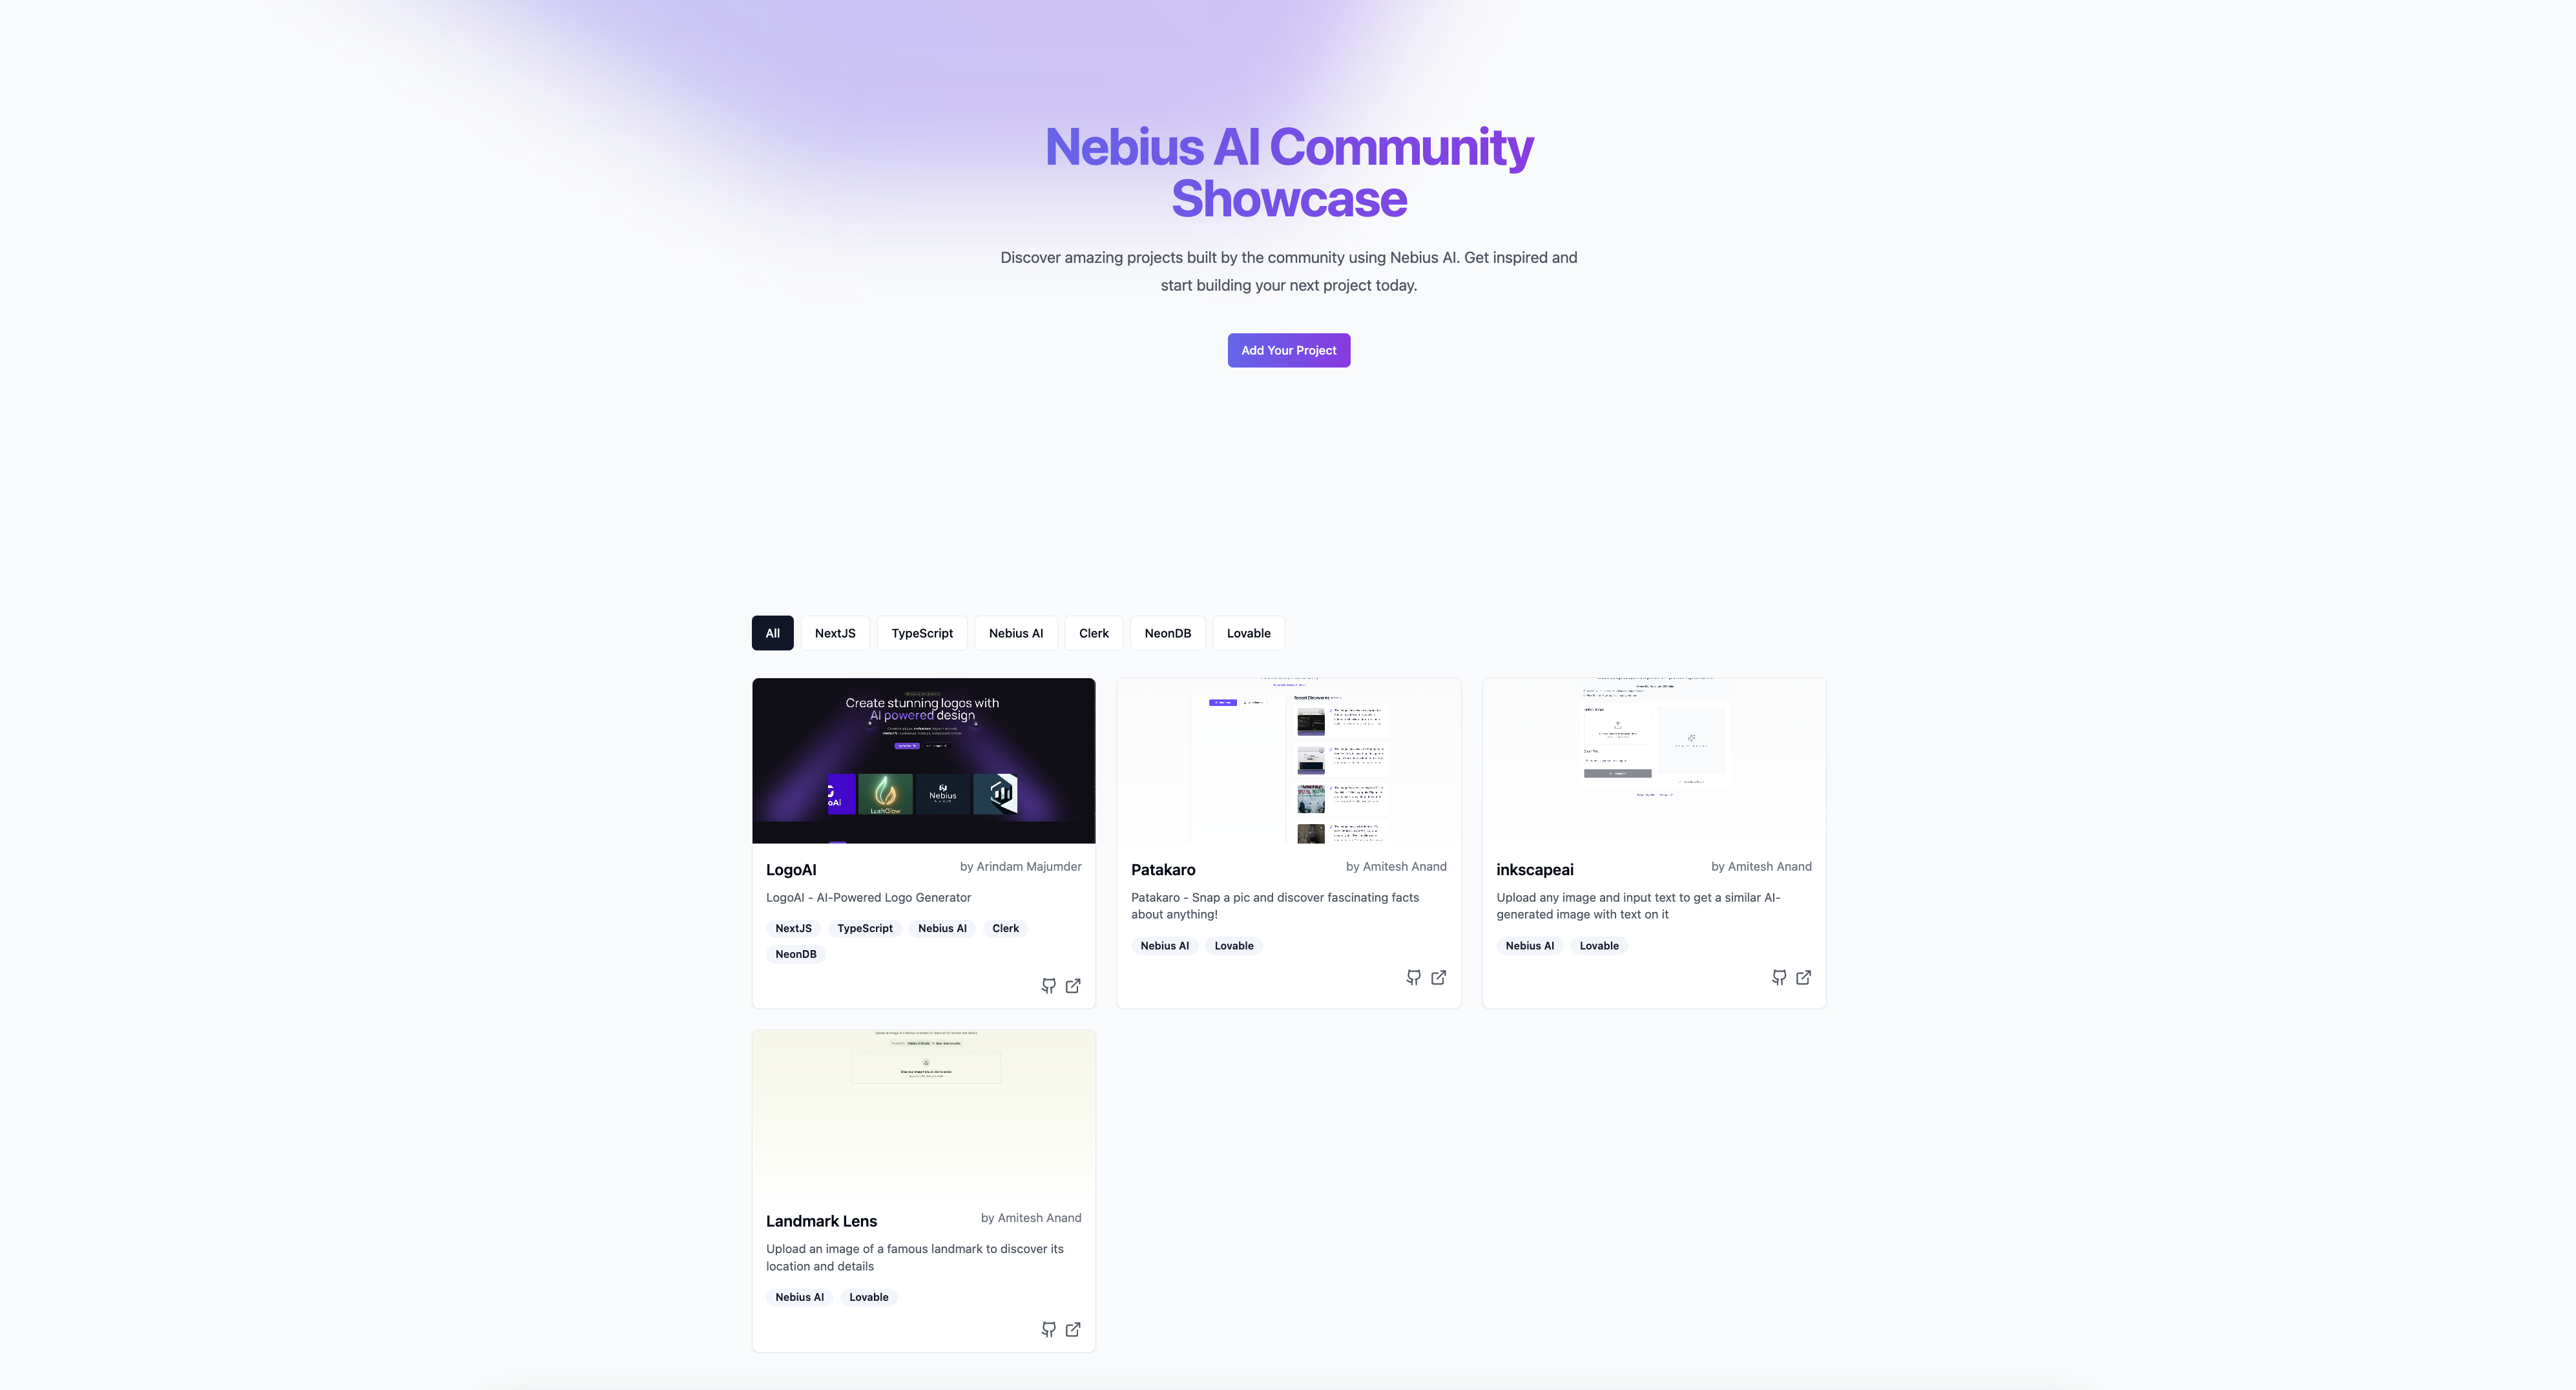 Nebius AI Community
Showcase
Discover amazing projects built by the community using Nebius AI. Get inspired and
start building your next project today.
Add Your Project
All
NextJS
TypeScript
Nebius AI
Clerk
NeonDB
Lovable
Create stunning logos with
AI powered design
oAi
LushGlow
Nebius
LogoAI
by Arindam Majumder
LogoAI - AI-Powered Logo Generator
NextJS
TypeScript
Nebius AI
Clerk
NeonDB
Recent Discoveries
Patakaro
by Amitesh Anand
Patakaro - Snap a pic and discover fascinating facts
about anything!
Nebius AI
Lovable
inkscapeai
by Amitesh Anand
Upload any image and input text to get a similar AI-
generated image with text on it
Nebius AI
Lovable
Landmark Lens
by Amitesh Anand
Upload an image of a famous landmark to discover its
location and details
Nebius AI
Lovable